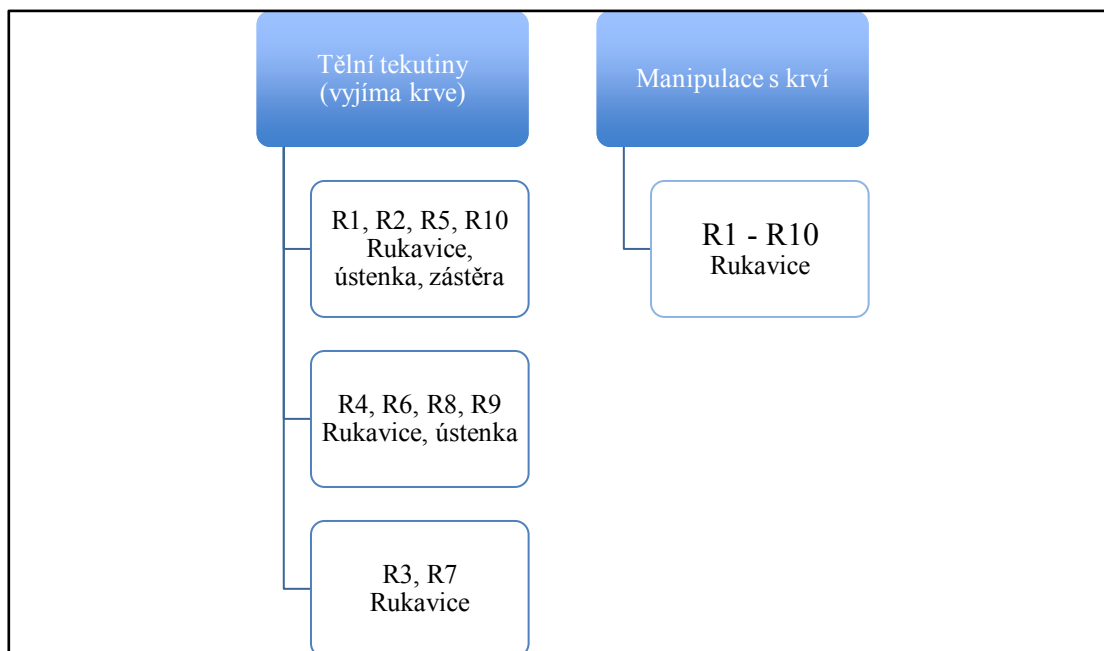 Tělní tekutiny
(vyjíma krve)
R1, R2, R5, R10
Rukavice,
ústenka, zástěra
R4, R6, R8, R9
Rukavice, ústenka
R3, R7
Rukavice
Manipulace s krví
R1 - R10
Rukavice